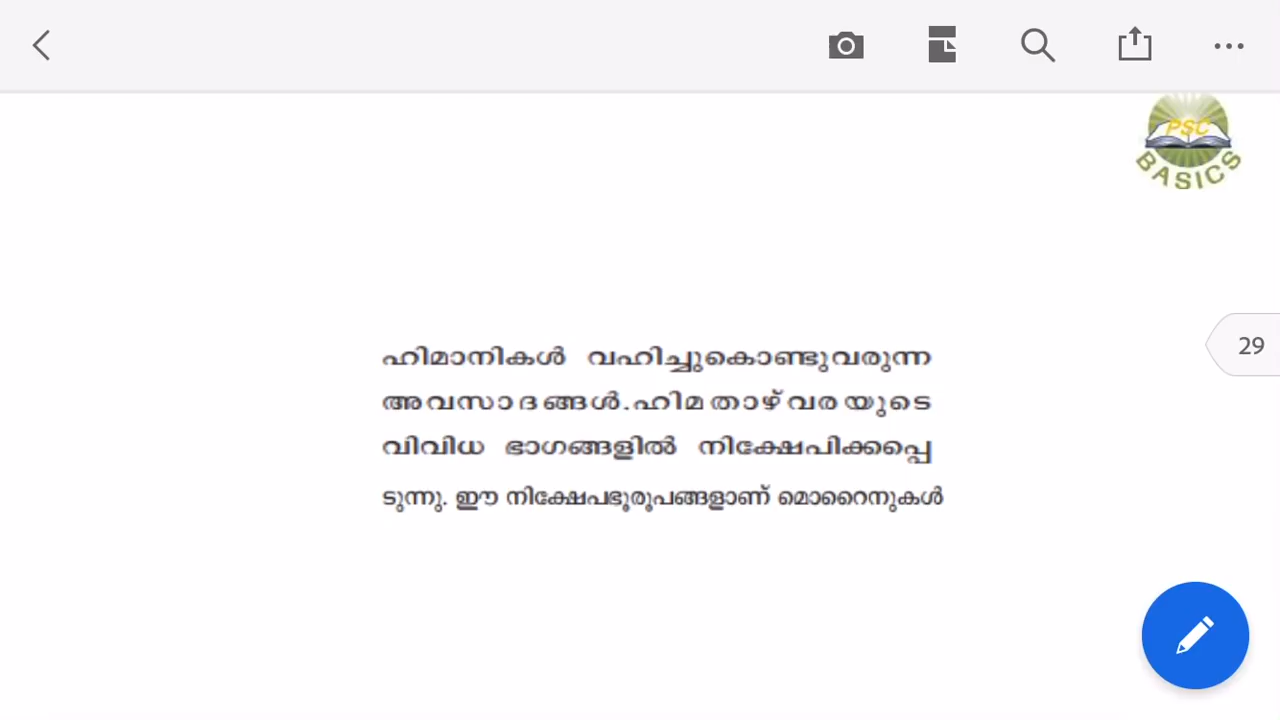 PSC
BASICS
29
ഹിമാനികൾ വഹിച്ചുകൊണ്ടുവരുന്ന
അവസാദങ്ങൾ.ഹിമതാഴ്വരയുടെ
വിവിധ ഭാഗങ്ങളിൽ നിക്ഷേപിക്കപ്പെ
ടുന്നു. ഈ നിക്ഷേപഭൂരൂപങ്ങളാണ് മൊറൈനുകൾ